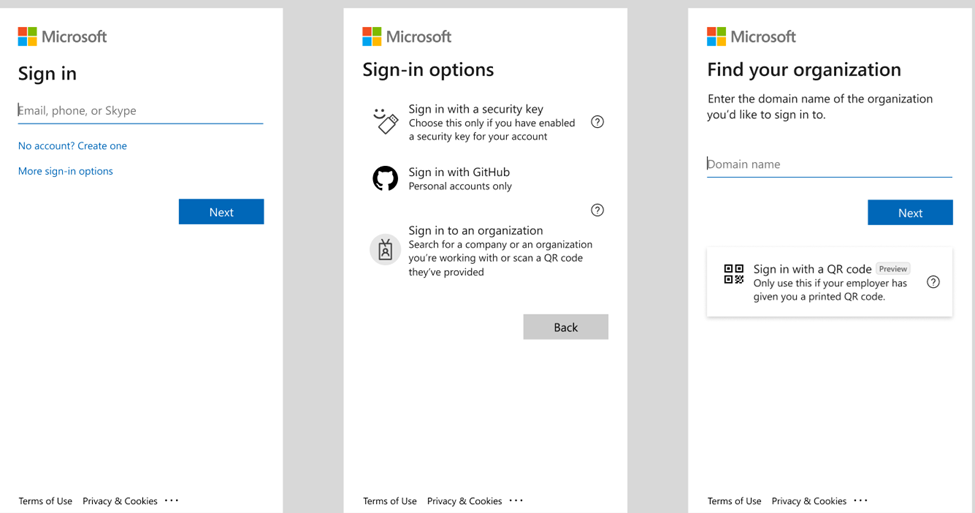 Microsoft
Sign in
Email, phone, or Skype
No account? Create one
More sign-in options
Next
Terms of Use Privacy & Cookies ···
Microsoft
Sign-in options
Sign in with a security key
Choose this only if you have enabled
a security key for your account
?
Sign in with GitHub
Personal accounts only
?
Sign in to an organization
Search for a company or an organization
you're working with or scan a QR code
they've provided
Back
Terms of Use Privacy & Cookies ···
Microsoft
Find your organization
Enter the domain name of the organization
you'd like to sign in to.
Domain name
Next
Sign in with a QR code Preview
Only use this if your employer has
given you a printed QR code.
?
Terms of Use Privacy & Cookies ···